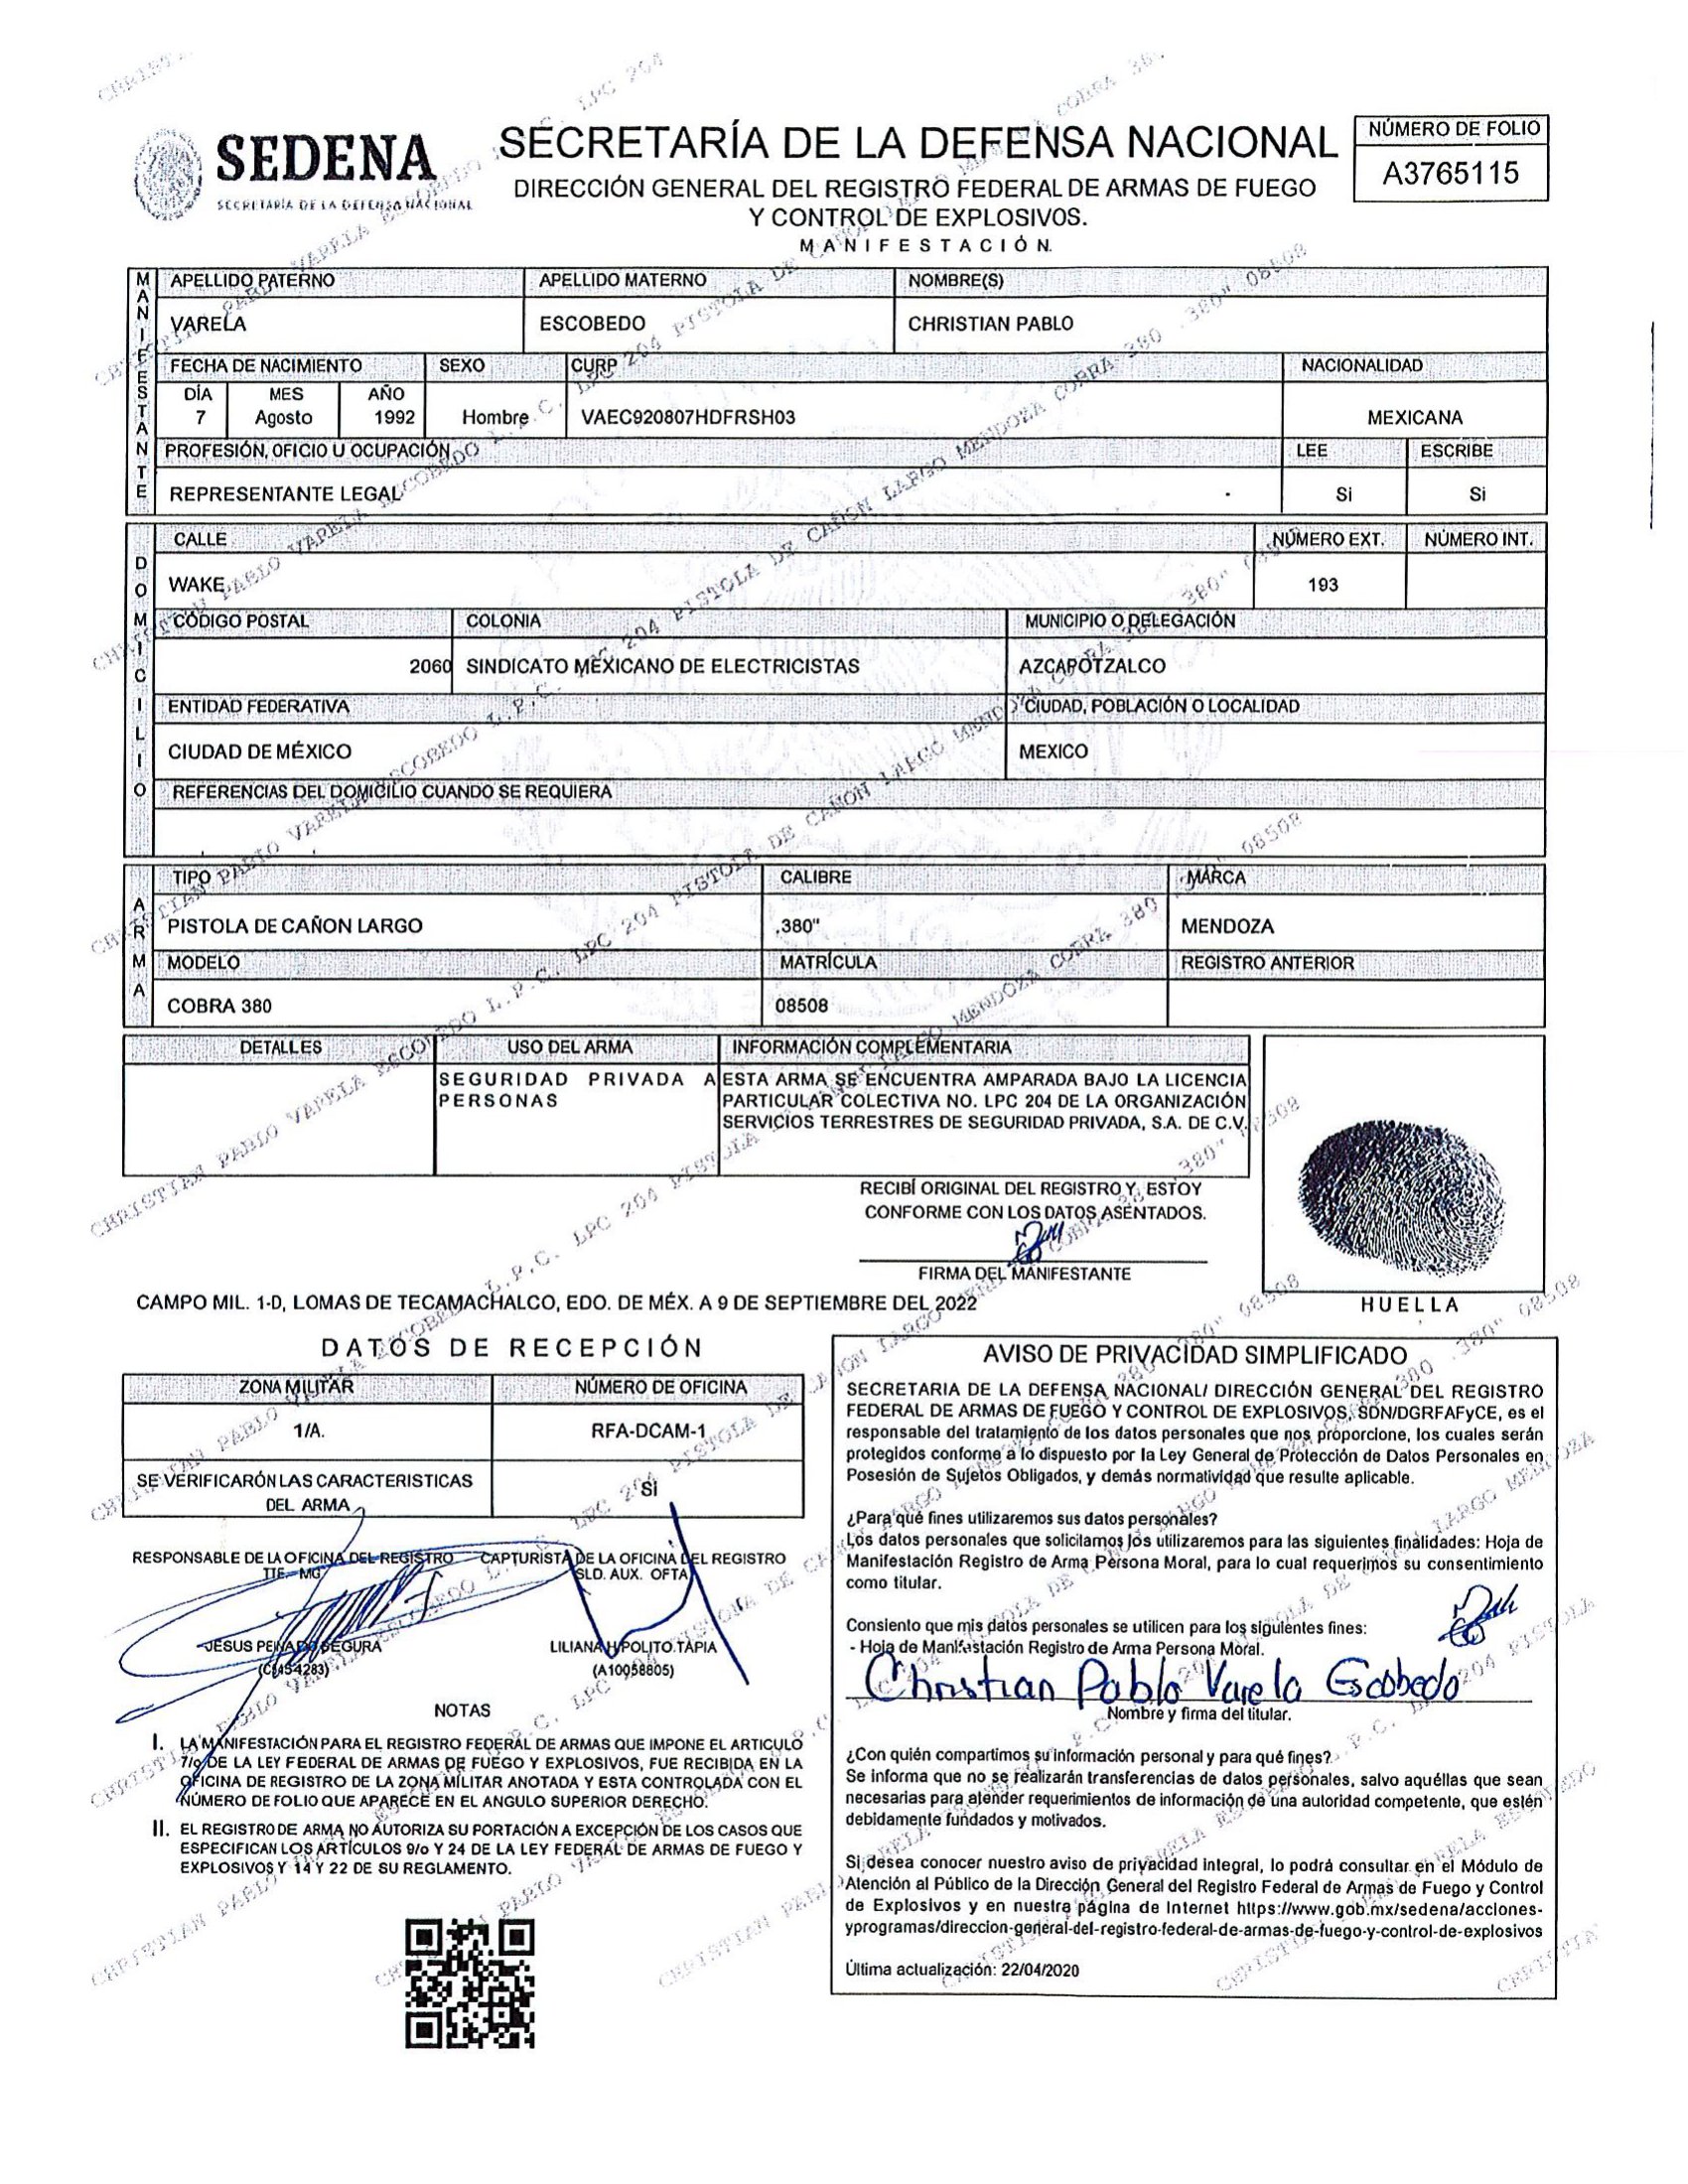 SEDENA
SECRETARÍA DE LA DEFENSA NACIONAL
SECRETARÍA DE LA DEFENSA NACIONAL
DIRECCIÓN GENERAL DEL REGISTRO FEDERAL DE ARMAS DE FUEGO
Y CONTROL DE EXPLOSIVOS.
MANIFESTACIÓN
NÚMERO DE FOLIO
A3765115
MANIFESTANTE
APELLIDO PATERNO APELLIDO MATERNO NOMBRE(S)
VARELA ESCOBEDO CHRISTIAN PABLO
FECHA DE NACIMIENTO SEXO CURP NACIONALIDAD
DÍA MES AÑO
7 Agosto 1992 Hombre VAEC920807HDFRSH03 MEXICANA
PROFESIÓN, OFICIO U OCUPACIÓN LEE ESCRIBE
REPRESENTANTE LEGAL Si Si
DOMICILIO
CALLE NÚMERO EXT. NÚMERO INT.
WAKE 193
CÓDIGO POSTAL COLONIA MUNICIPIO O DELEGACIÓN
2060 SINDICATO MEXICANO DE ELECTRICISTAS AZCAPOTZALCO
ENTIDAD FEDERATIVA CIUDAD, POBLACIÓN O LOCALIDAD
CIUDAD DE MÉXICO MEXICO
REFERENCIAS DEL DOMICILIO CUANDO SE REQUIERA
ARMA
TIPO CALIBRE MARCA
PISTOLA DE CAÑON LARGO .380" MENDOZA
MODELO MATRÍCULA REGISTRO ANTERIOR
COBRA 380 08508
DETALLES USO DEL ARMA INFORMACIÓN COMPLEMENTARIA
SEGURIDAD PRIVADA A PERSONAS
ESTA ARMA SE ENCUENTRA AMPARADA BAJO LA LICENCIA
PARTICULAR COLECTIVA NO. LPC 204 DE LA ORGANIZACIÓN
SERVICIOS TERRESTRES DE SEGURIDAD PRIVADA, S.A. DE C.V.
RECIBÍ ORIGINAL DEL REGISTRO Y ESTOY
CONFORME CON LOS DATOS ASENTADOS.
FIRMA DEL MANIFESTANTE
HUELLA
CAMPO MIL. 1-D, LOMAS DE TECAMACHALCO, EDO. DE MÉX. A 9 DE SEPTIEMBRE DEL 2022
DATOS DE RECEPCIÓN
ZONA MILITAR NÚMERO DE OFICINA
1/A. RFA-DCAM-1
SE VERIFICARÓN LAS CARACTERISTICAS
DEL ARMA
Si
RESPONSABLE DE LA OFICINA DEL REGISTRO CAPTURISTA DE LA OFICINA DEL REGISTRO
TTE. MG. SLD. AUX. OFTA.
JESUS PEINADO SEGURA LILIANA HIPOLITO TAPIA
(A10058805)
NOTAS
I. LA MANIFESTACIÓN PARA EL REGISTRO FEDERAL DE ARMAS QUE IMPONE EL ARTICULO
7/o DE LA LEY FEDERAL DE ARMAS DE FUEGO Y EXPLOSIVOS, FUE RECIBIDA EN LA
OFICINA DE REGISTRO DE LA ZONA MILITAR ANOTADA Y ESTA CONTROLADA CON EL
NÚMERO DE FOLIO QUE APARECE EN EL ANGULO SUPERIOR DERECHO.
II. EL REGISTRO DE ARMA NO AUTORIZA SU PORTACIÓN A EXCEPCIÓN DE LOS CASOS QUE
ESPECIFICAN LOS ARTÍCULOS 9/o Y 24 DE LA LEY FEDERAL DE ARMAS DE FUEGO Y
EXPLOSIVOS Y 14 Y 22 DE SU REGLAMENTO.
AVISO DE PRIVACIDAD SIMPLIFICADO
SECRETARIA DE LA DEFENSA NACIONAL/ DIRECCIÓN GENERAL DEL REGISTRO
FEDERAL DE ARMAS DE FUEGO Y CONTROL DE EXPLOSIVOS, SDN/DGRFAFyCE, es el
responsable del tratamiento de los datos personales que nos proporcione, los cuales serán
protegidos conforme a lo dispuesto por la Ley General de Protección de Datos Personales en
Posesión de Sujetos Obligados, y demás normatividad que resulte aplicable.
¿Para qué fines utilizaremos sus datos personales?
Los datos personales que solicitamos los utilizaremos para las siguientes finalidades: Hoja de
Manifestación Registro de Arma Persona Moral, para lo cual requerimos su consentimiento
como titular.
Consiento que mis datos personales se utilicen para los siguientes fines:
- Hoja de Manifestación Registro de Arma Persona Moral.
Christian Pablo Varela Escobedo
Nombre y firma del titular.
¿Con quién compartimos su información personal y para qué fines?
Se informa que no se realizarán transferencias de datos personales, salvo aquéllas que sean
necesarias para atender requerimientos de información de una autoridad competente, que estén
debidamente fundados y motivados.
Si desea conocer nuestro aviso de privacidad integral, lo podrá consultar en el Módulo de
Atención al Público de la Dirección General del Registro Federal de Armas de Fuego y Control
de Explosivos y en nuestra página de Internet https://www.gob.mx/sedena/acciones-
yprogramas/direccion-general-del-registro-federal-de-armas-de-fuego-y-control-de-explosivos
Última actualización: 22/04/2020